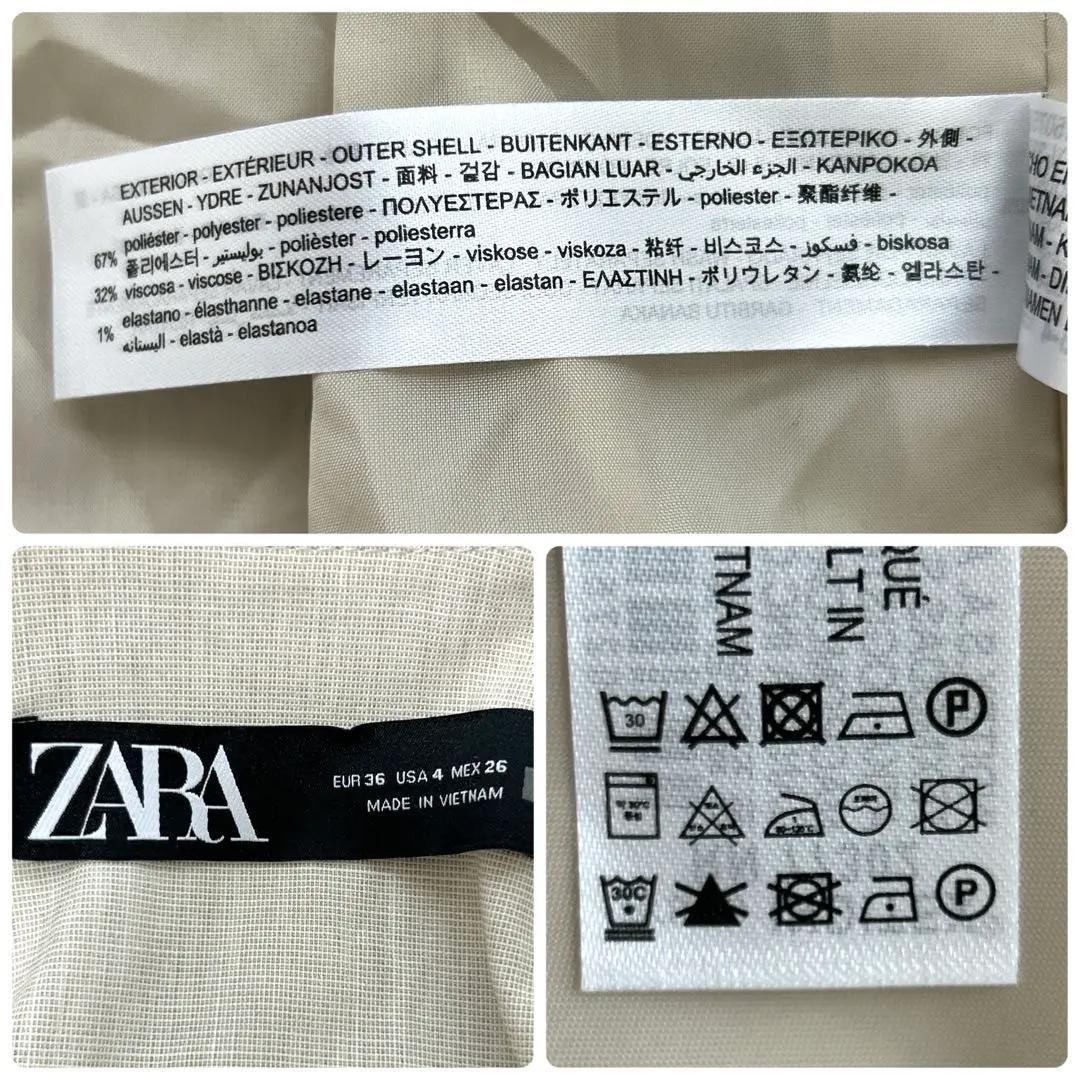 EXTERIOR - EXTÉRIEUR - OUTER SHELL - BUITENKANT - ESTERNO - ΕΞΩΤΕΡΙΚΟ - 外側 -
AUSSEN - YDRE - ZUNANJOST - 面料 - 겉감 - BAGIAN LUAR - الجزء الخارجي - KANPOKOA
67% poliéster - polyester - poliestere - ΠΟΛΥΕΣΤΕΡΑΣ - ポリエステル - poliester - 聚酯纤维 -
폴리에스터 - بوليستير - polièster - poliesterra
32% viscosa - viscose - ΒΙΣΚΟΖΗ - レーヨン - viskose - viskoza - 粘纤 - 비스코스 - فسكوز - biskosa
1% elastano - élasthanne - elastane - elastaan - elastan - ΕΛΑΣΤΙΝΗ - ポリウレタン - 氨纶 - 엘라스탄 -
اليستانه - elastà - elastanoa
ZARA
EUR 36 USA 4 MEX 26
MADE IN VIETNAM
QUÉ
LT IN
TNAM
30
P
30C
P